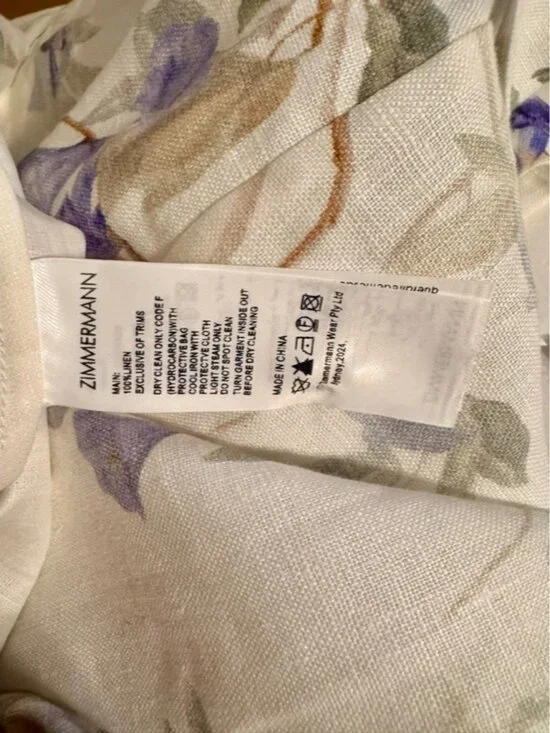 ZIMMERMANN
MAIN:
100%LINEN
EXCLUSIVE OF TRIMS
DRY CLEAN ONLY CODE F
(HYDROCARBON)WITH
PROTECTIVE BAG
COOL IRON WITH
PROTECTIVE CLOTH
LIGHT STEAM ONLY
DO NOT SPOT CLEAN
TURN GARMENT INSIDE OUT
BEFORE DRY CLEANING
MADE IN CHINA
Wear Pty Ltd
2024,